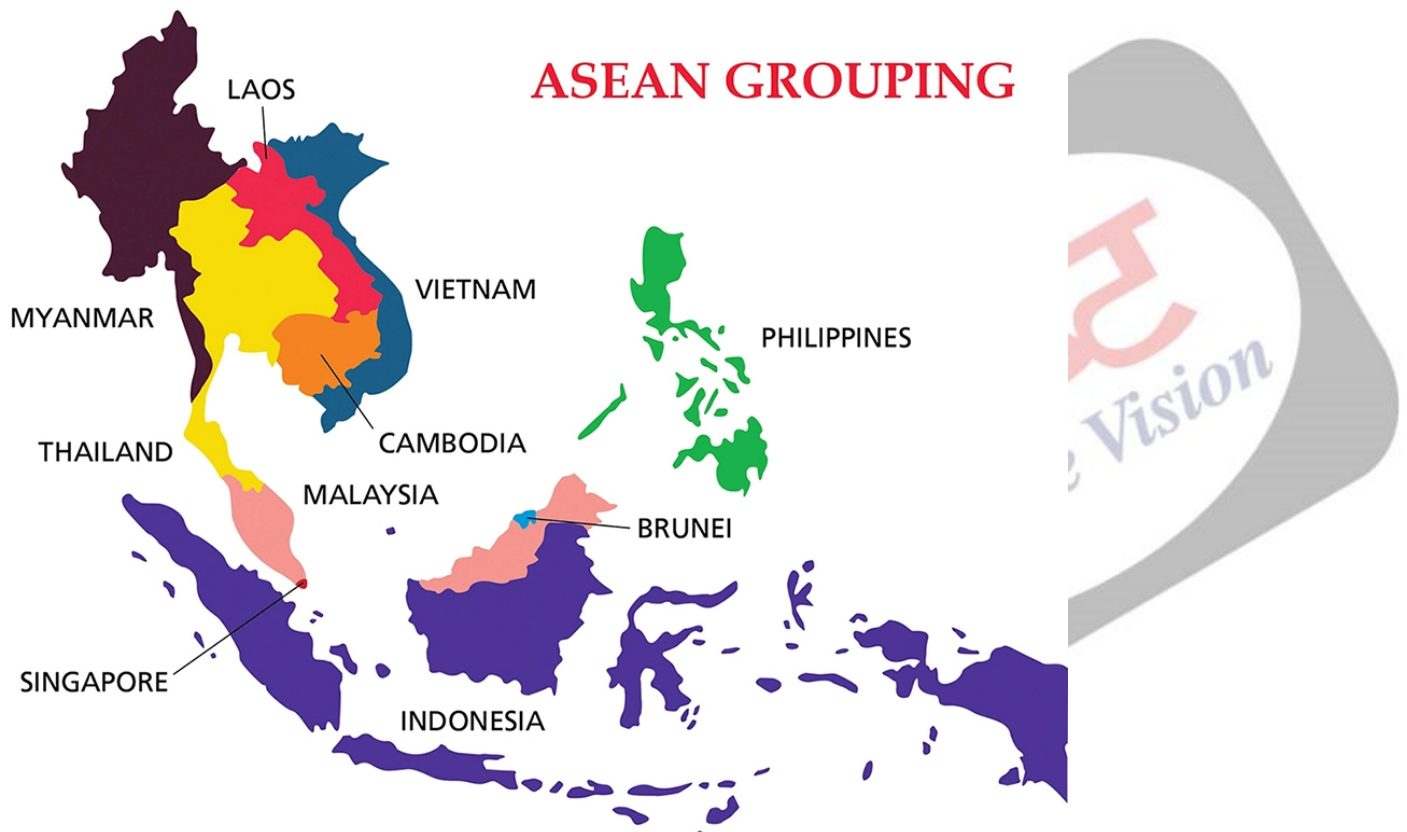 ASEAN GROUPING
LAOS
VIETNAM
MYANMAR
PHILIPPINES
THAILAND
CAMBODIA
MALAYSIA
BRUNEI
SINGAPORE
INDONESIA
Vision